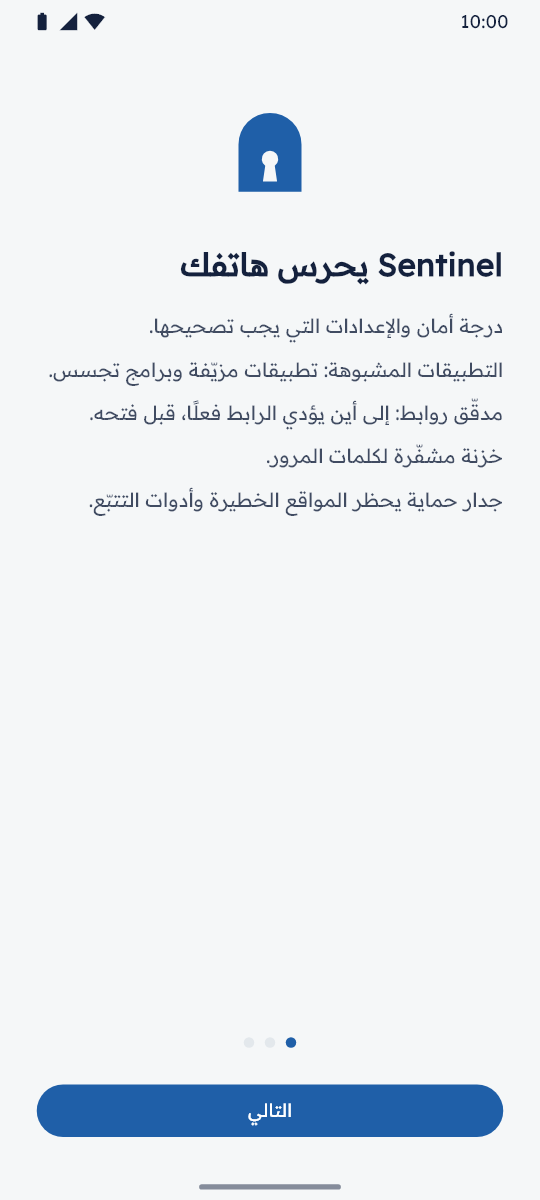 10:00
Sentinel يحرس هاتفك
درجة أمان والإعدادات التي يجب تصحيحها.
التطبيقات المشبوهة: تطبيقات مزيّفة وبرامج تجسس.
مدقّق روابط: إلى أين يؤدي الرابط فعلًا، قبل فتحه.
خزنة مشفّرة لكلمات المرور.
جدار حماية يحظر المواقع الخطيرة وأدوات التتبّع.
التالي